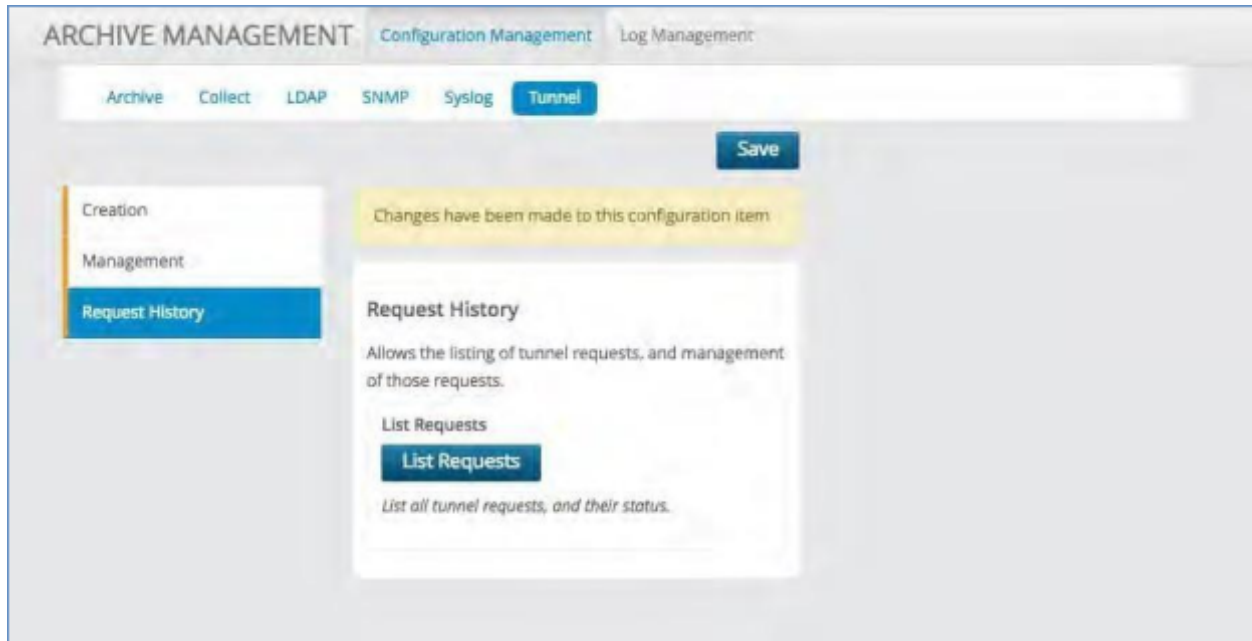 ARCHIVE MANAGEMENT Configuration Management Log Management
Archive Collect LDAP SNMP Syslog Tunnel
Save
Creation
Management
Request History
Changes have been made to this configuration item
Request History
Allows the listing of tunnel requests, and management
of those requests.
List Requests
List Requests
List all tunnel requests, and their status.